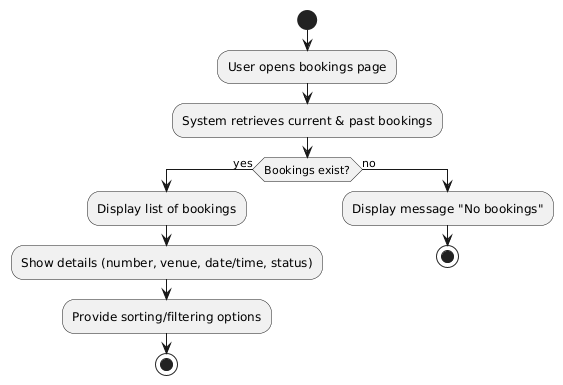 User opens bookings page
System retrieves current & past bookings
yes
Bookings exist?
no
Display list of bookings
Display message "No bookings"
Show details (number, venue, date/time, status)
Provide sorting/filtering options